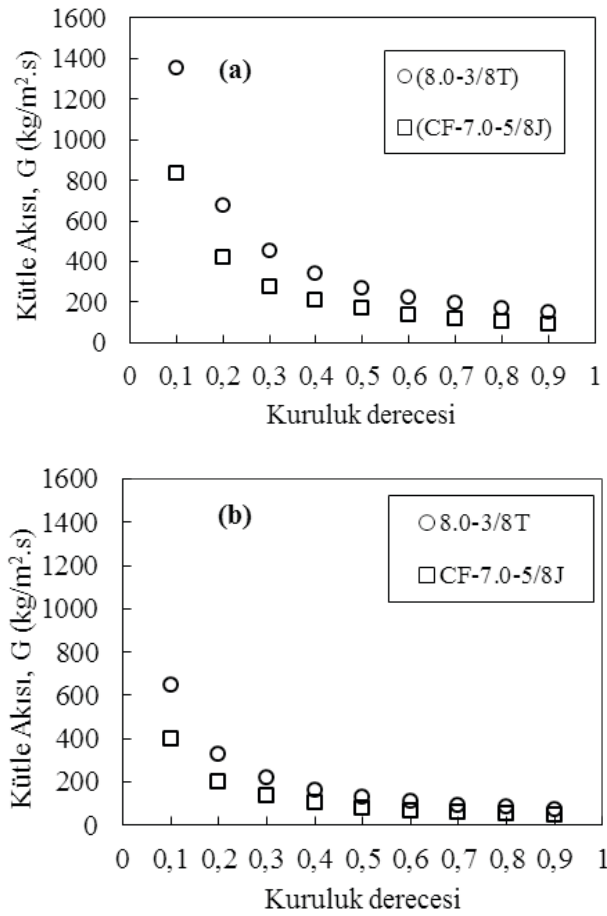 1600
1400
1200
1000
800
600
400
200
0
Kütle Akısı, G (kg/m².s)
(a)
(8.0-3/8T)
(CF-7.0-5/8J)
0 0,1 0,2 0,3 0,4 0,5 0,6 0,7 0,8 0,9 1
Kuruluk derecesi
1600
1400
1200
1000
800
600
400
200
0
Kütle Akısı, G (kg/m².s)
(b)
8.0-3/8T
CF-7.0-5/8J
0 0,1 0,2 0,3 0,4 0,5 0,6 0,7 0,8 0,9 1
Kuruluk derecesi